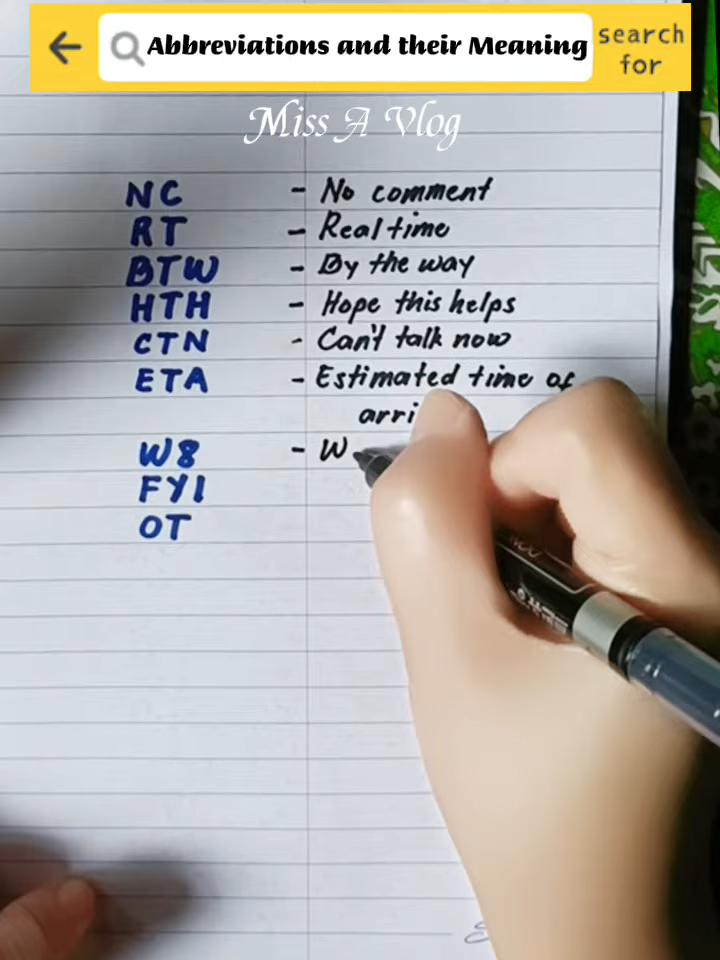 Abbreviations and their Meaning
search
for
Miss A Vlog
NC - No comment
RT - Real time
BTW - By the way
HTH - Hope this helps
CTN - Can't talk now
ETA - Estimated time of
arri
W8 - W
FYI
OT